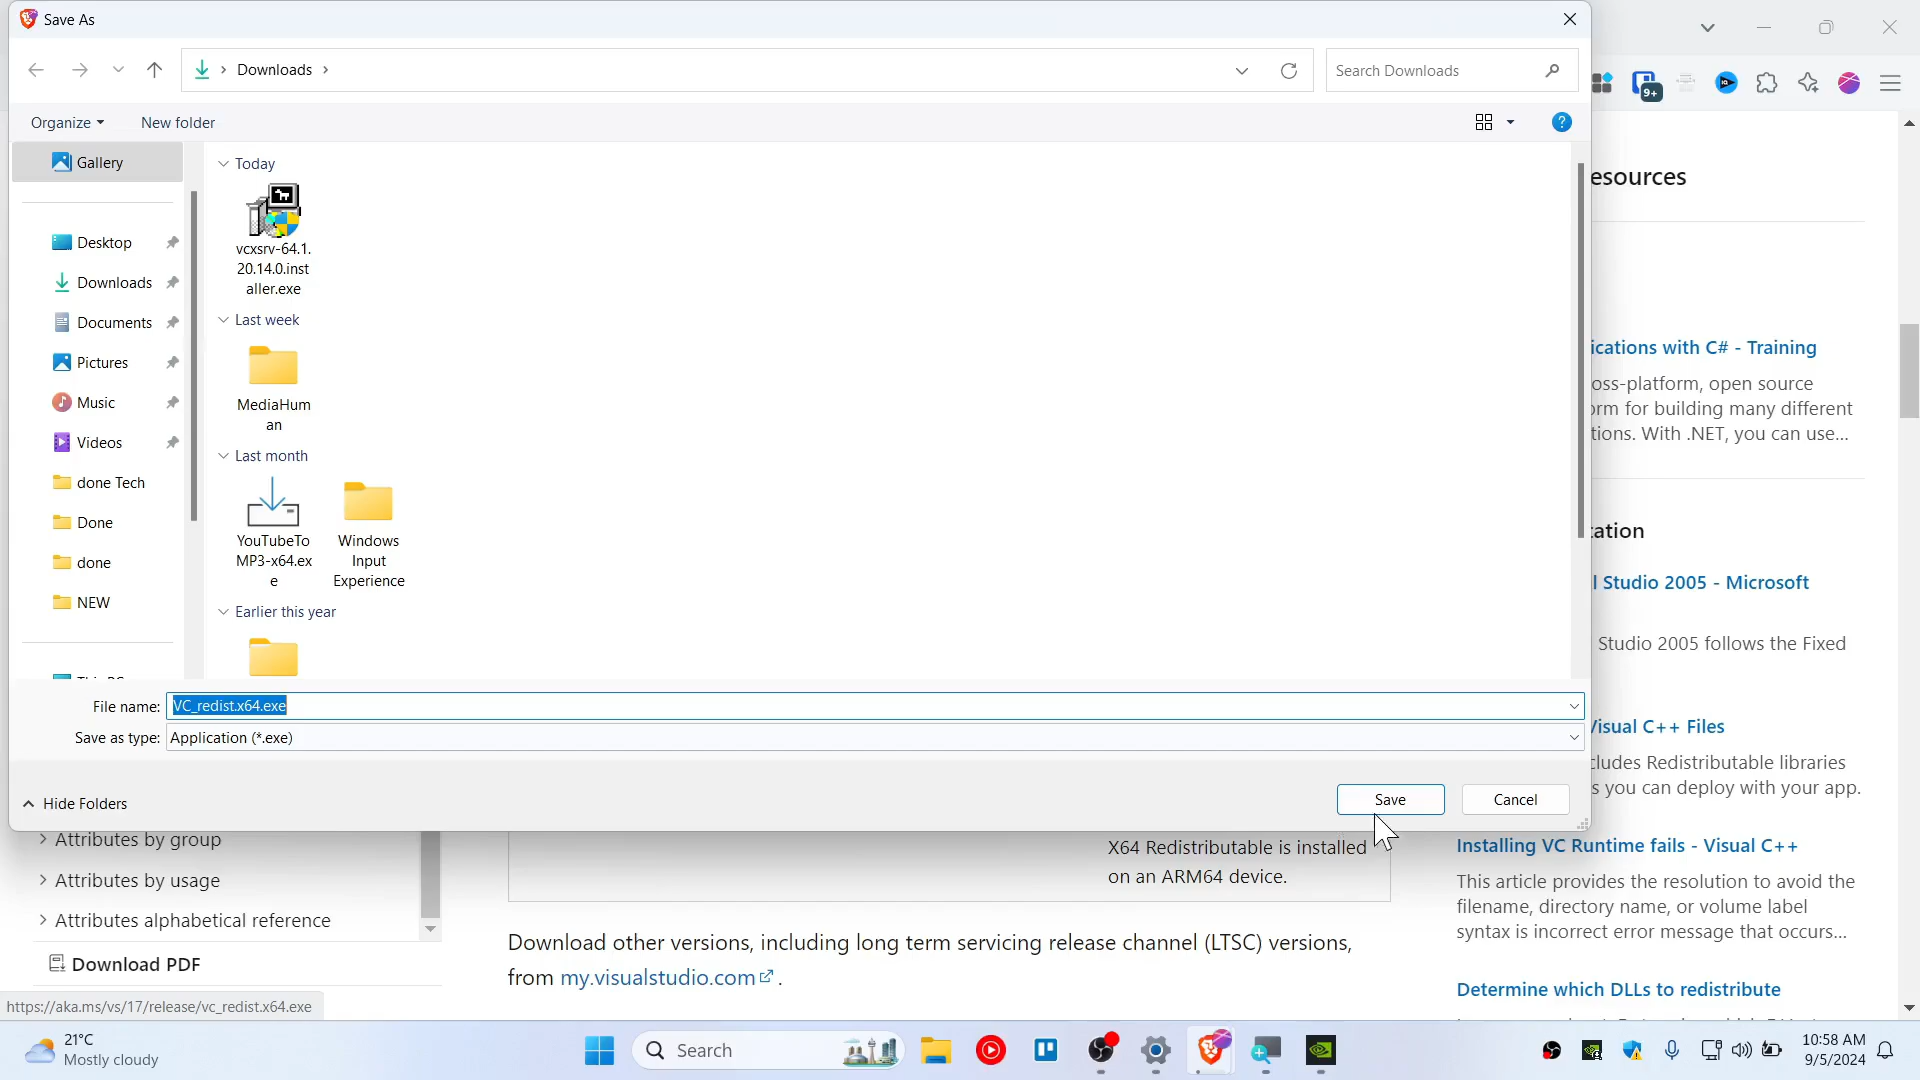 Save As
Downloads
Search Downloads
9+
Organize
New folder
Gallery
Desktop
Downloads
Documents
Pictures
Music
Videos
done Tech
Done
done
NEW
Today
vcxsrv-64.1.
20.14.0.inst
aller.exe
Last week
MediaHum
an
Last month
YouTubeTo
MP3-x64.ex
e
Windows
Input
Experience
Earlier this year
File name:
VC_redist.x64.exe
Save as type:
Application (*.exe)
Hide Folders
Save
Cancel
esources
ications with C# - Training
oss-platform, open source
orm for building many different
tions. With .NET, you can use...
cation
l Studio 2005 - Microsoft
Studio 2005 follows the Fixed
Visual C++ Files
cludes Redistributable libraries
s you can deploy with your app.
Installing VC Runtime fails - Visual C++
This article provides the resolution to avoid the
filename, directory name, or volume label
syntax is incorrect error message that occurs...
Determine which DLLs to redistribute
Attributes by group
Attributes by usage
Attributes alphabetical reference
Download PDF
X64 Redistributable is installed
on an ARM64 device.
Download other versions, including long term servicing release channel (LTSC) versions,
from my.visualstudio.com .
https://aka.ms/vs/17/release/vc_redist.x64.exe
21°C
Mostly cloudy
Search
10:58 AM
9/5/2024